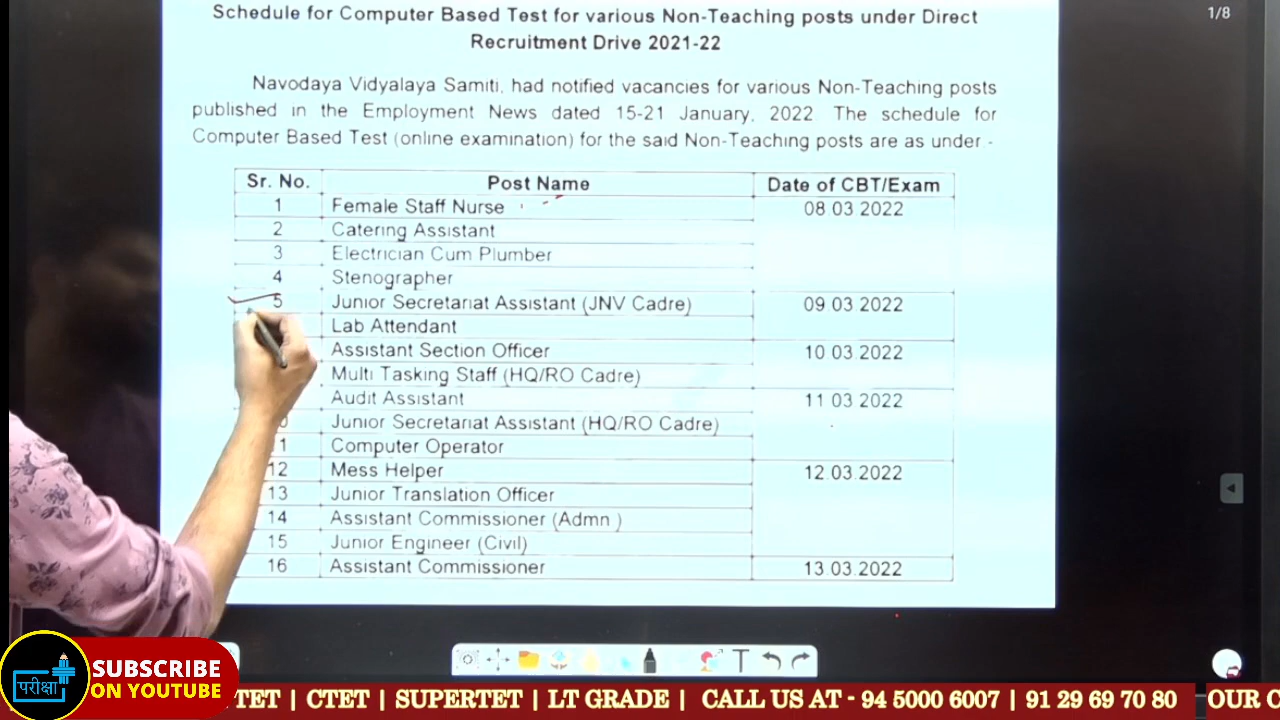 Schedule for Computer Based Test for various Non-Teaching posts under Direct
1/8
Recruitment Drive 2021-22
Navodaya Vidyalaya Samiti, had notified vacancies for various Non-Teaching posts
published in the Employment News dated 15-21 January, 2022 The schedule for
Computer Based Test (online examination) for the said Non-Teaching posts are as under -
Sr. No. Post Name Date of CBT/Exam
1 Female Staff Nurse 08 03 2022
2 Catering Assistant
3 Electrician Cum Plumber
4 Stenographer
5 Junior Secretariat Assistant (JNV Cadre) 09 03 2022
Lab Attendant
Assistant Section Officer 10 03 2022
Multi Tasking Staff (HQ/RO Cadre)
Audit Assistant 11 03 2022
Junior Secretariat Assistant (HQ/RO Cadre)
11 Computer Operator
12 Mess Helper 12.03.2022
13 Junior Translation Officer
14 Assistant Commissioner (Admn )
15 Junior Engineer (Civil)
16 Assistant Commissioner 13.03.2022
T
परीक्षा
SUBSCRIBE
ON YOUTUBE
TET | CTET | SUPERTET | LT GRADE | CALL US AT - 94 5000 6007 | 91 29 69 70 80 | OUR C